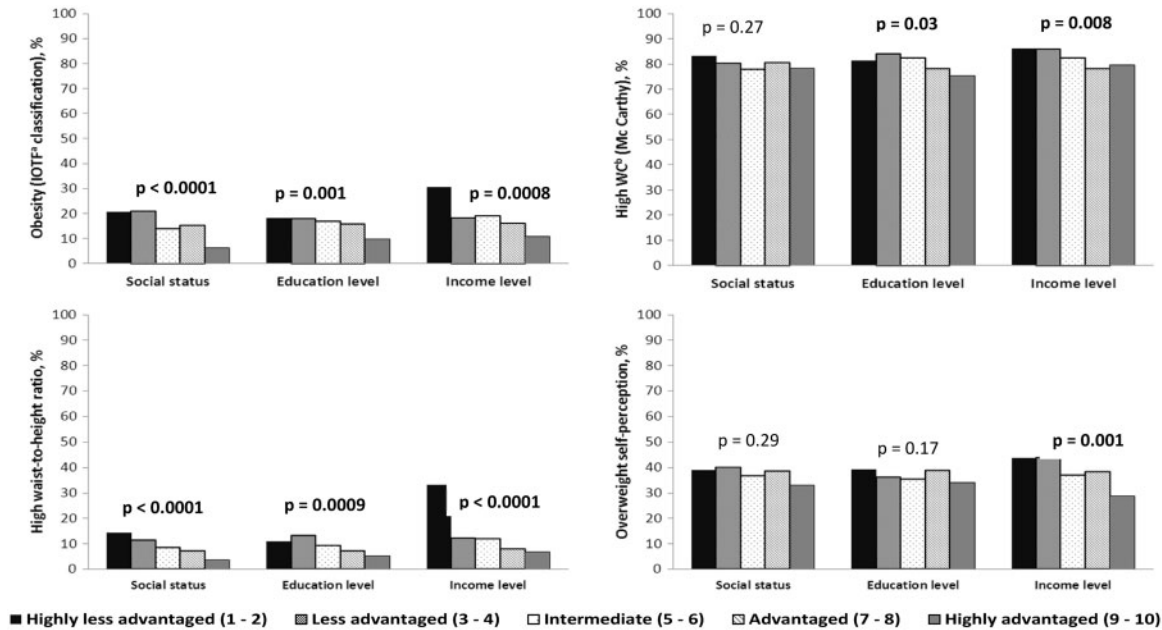 Obesity (IOTFª classification), %
100
90
80
70
60
50
40
30
20
10
0
p < 0.0001
p = 0.001
p = 0.0008
Social status
Education level
Income level
High WCᵇ (Mc Carthy), %
100
90
80
70
60
50
40
30
20
10
0
p = 0.27
p = 0.03
p = 0.008
Social status
Education level
Income level
High waist-to-height ratio, %
100
90
80
70
60
50
40
30
20
10
0
p < 0.0001
p = 0.0009
p < 0.0001
Social status
Education level
Income level
Overweight self-perception, %
100
90
80
70
60
50
40
30
20
10
0
p = 0.29
p = 0.17
p = 0.001
Social status
Education level
Income level
Highly less advantaged (1 - 2) Less advantaged (3 - 4) Intermediate (5 - 6) Advantaged (7 - 8) Highly advantaged (9 - 10)